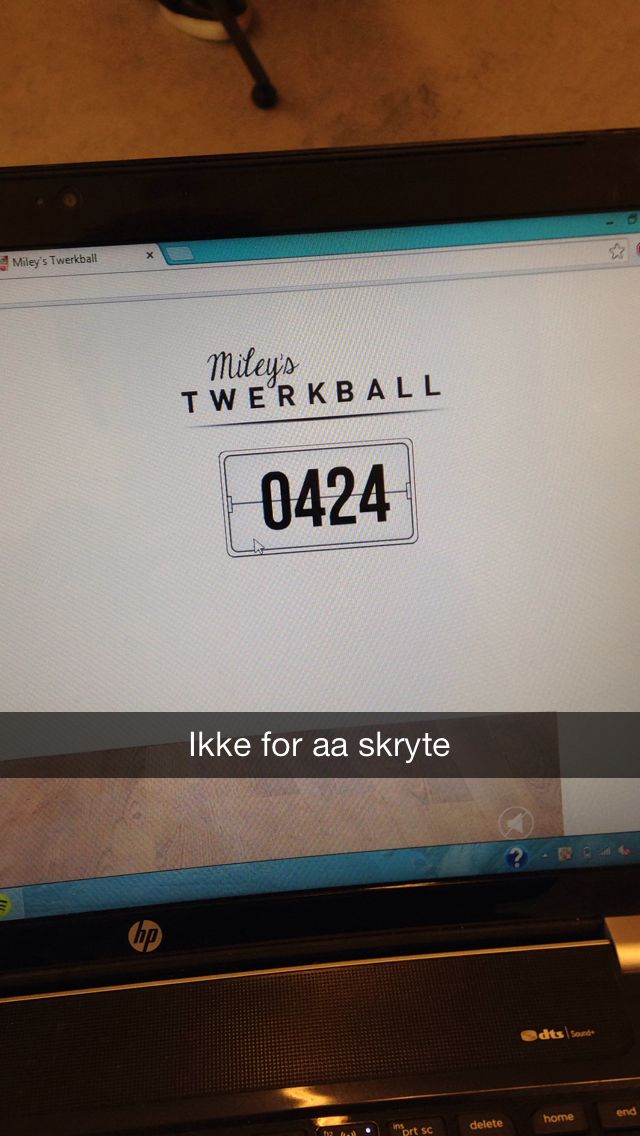 Miley's Twerkball
Miley's
TWERKBALL
0424
Ikke for aa skryte
?
hp
dts Sound+
ins
prt sc
delete
home
end